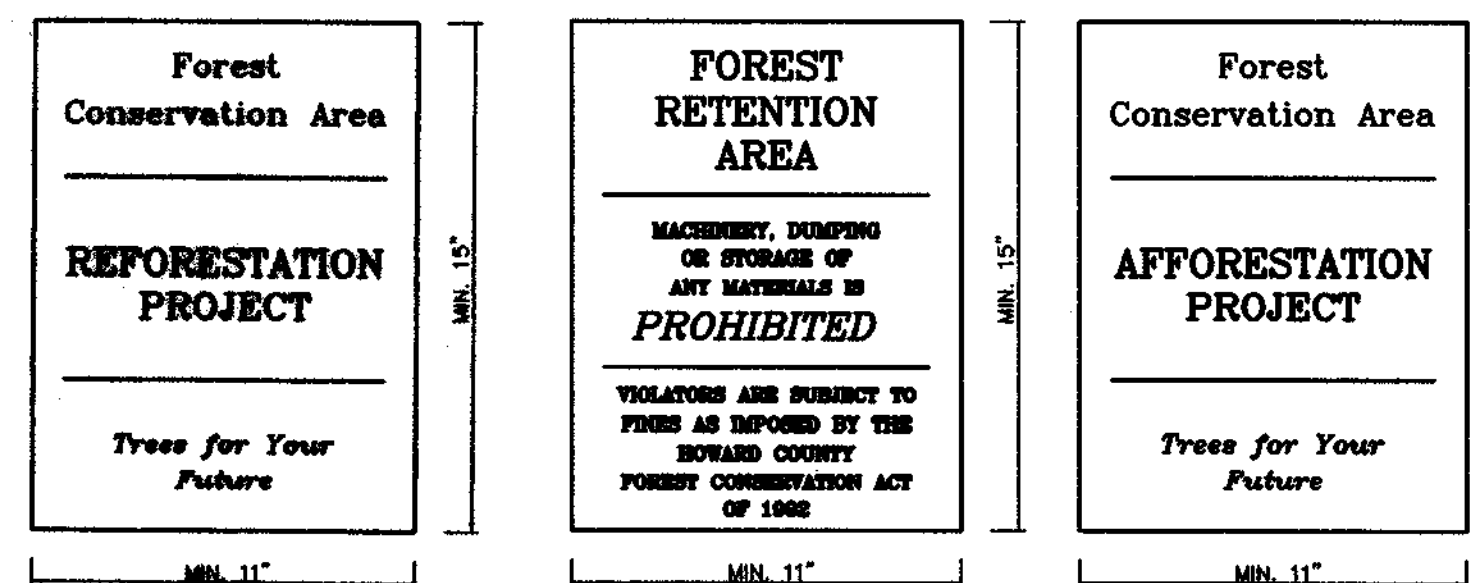 Forest
Conservation Area
REFORESTATION
PROJECT
Trees for Your
Future
MIN. 15"
MIN. 11"
FOREST
RETENTION
AREA
MACHINERY, DUMPING
OR STORAGE OF
ANY MATERIALS IS
PROHIBITED
VIOLATORS ARE SUBJECT TO
FINES AS IMPOSED BY THE
HOWARD COUNTY
FOREST CONSERVATION ACT
OF 1992
MIN. 15"
MIN. 11"
Forest
Conservation Area
AFFORESTATION
PROJECT
Trees for Your
Future
MIN. 11"